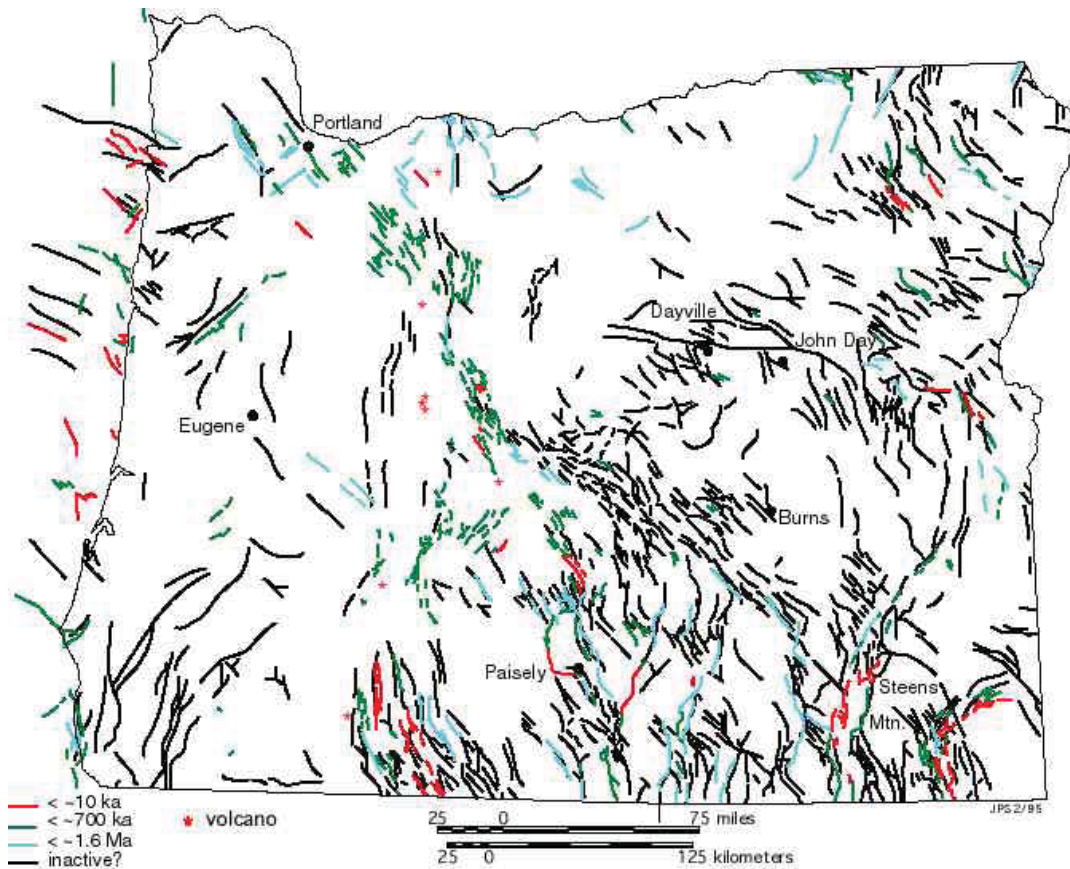 Portland
Dayville
John Day
Eugene
Burns
Paisely
Steens
Mtn.
JPS2/95
< ~10 ka
< ~700 ka
< ~1.6 Ma
inactive?
* volcano
25 0 75 miles
25 0 125 kilometers